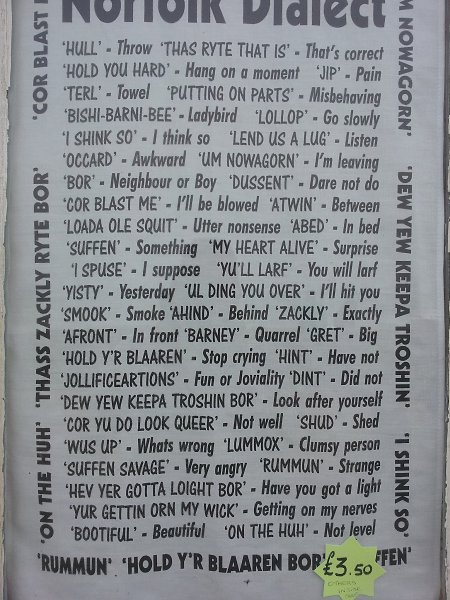 Norfolk Dialect
'HULL' - Throw 'THAS RYTE THAT IS' - That's correct
'HOLD YOU HARD' - Hang on a moment 'JIP' - Pain
'TERL' - Towel 'PUTTING ON PARTS' - Misbehaving
'BISHI-BARNI-BEE' - Ladybird 'LOLLOP' - Go slowly
'I SHINK SO' - I think so 'LEND US A LUG' - Listen
'OCCARD' - Awkward 'UM NOWAGORN' - I'm leaving
'BOR' - Neighbour or Boy 'DUSSENT' - Dare not do
'COR BLAST ME' - I'll be blowed 'ATWIN' - Between
'LOADA OLE SQUIT' - Utter nonsense 'ABED' - In bed
'SUFFEN' - Something 'MY HEART ALIVE' - Surprise
'I SPUSE' - I suppose 'YU'LL LARF' - You will larf
'YISTY' - Yesterday 'UL DING YOU OVER' - I'll hit you
'SMOOK' - Smoke 'AHIND' - Behind 'ZACKLY' - Exactly
'AFRONT' - In front 'BARNEY' - Quarrel 'GRET' - Big
'HOLD Y'R BLAAREN' - Stop crying 'HINT' - Have not
'JOLLIFICEARTIONS' - Fun or Joviality 'DINT' - Did not
'DEW YEW KEEPA TROSHIN BOR' - Look after yourself
'COR YU DO LOOK QUEER' - Not well 'SHUD' - Shed
'WUS UP' - Whats wrong 'LUMMOX' - Clumsy person
'SUFFEN SAVAGE' - Very angry 'RUMMUN' - Strange
'HEV YER GOTTA LOIGHT BOR' - Have you got a light
'YUR GETTIN ORN MY WICK' - Getting on my nerves
'BOOTIFUL' - Beautiful 'ON THE HUH' - Not level
'ON THE HUH' 'THASS ZACKLY RYTE BOR' 'COR BLAST
M NOWAGORN' 'DEW YEW KEEPA TROSHIN' 'I SHINK SO'
'RUMMUN' 'HOLD Y'R BLAAREN BOR' FFEN'
£3.50